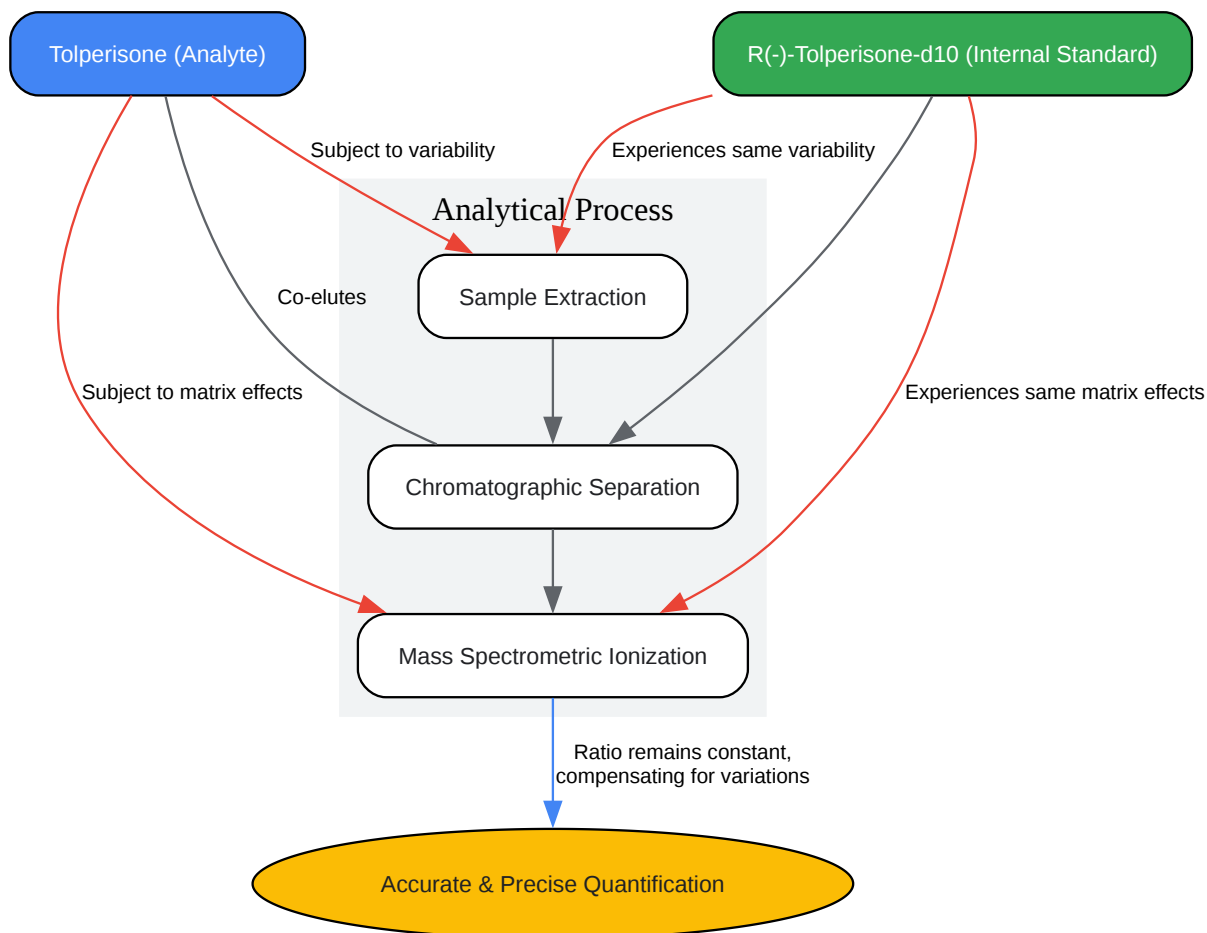 Tolperisone (Analyte)
R(-)-Tolperisone-d10 (Internal Standard)
Subject to variability
Experiences same variability
Analytical Process
Sample Extraction
Co-elutes
Subject to matrix effects
Experiences same matrix effects
Chromatographic Separation
Mass Spectrometric Ionization
Ratio remains constant,
compensating for variations
Accurate & Precise Quantification